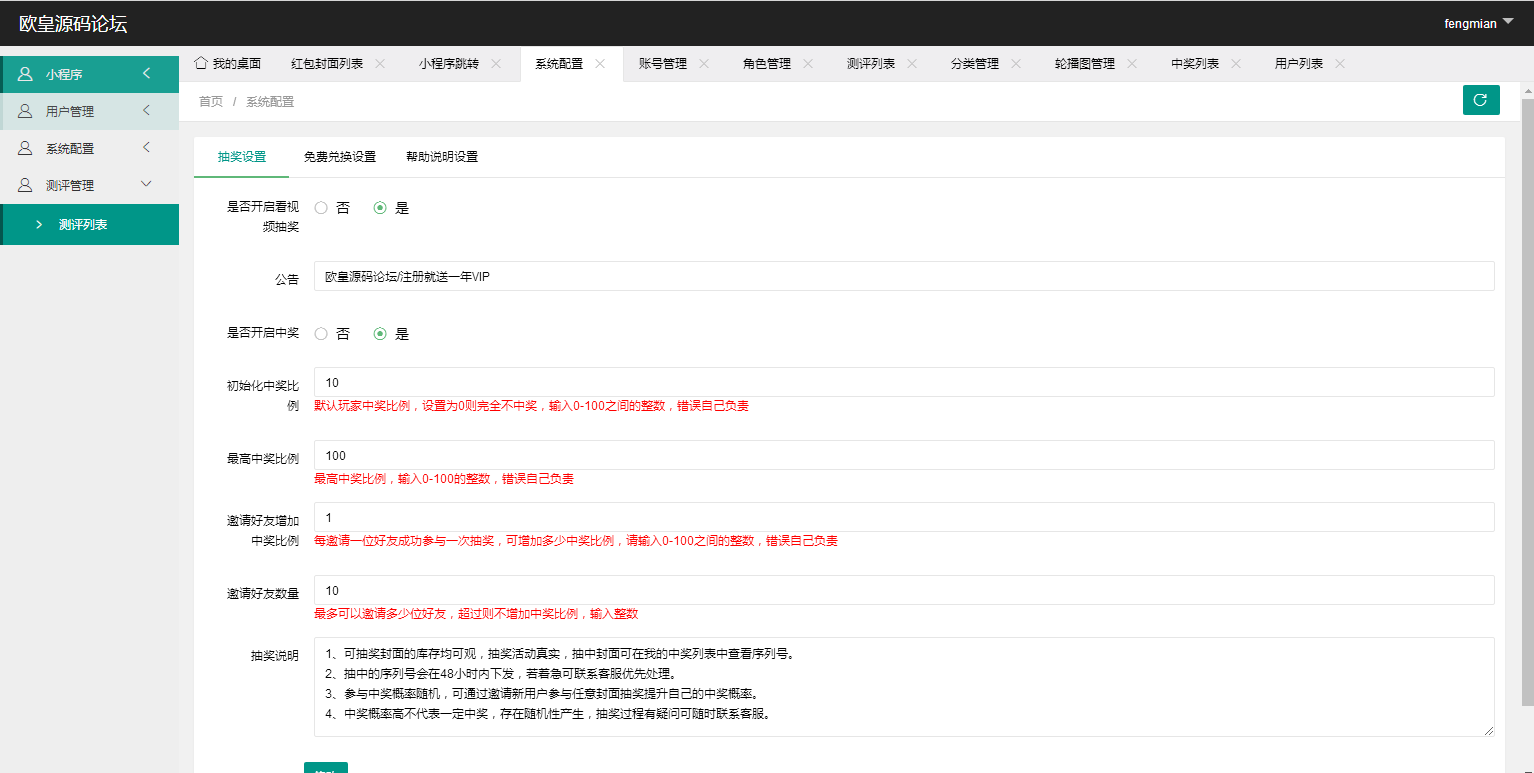 欧皇源码论坛
fengmian
小程序
用户管理
系统配置
测评管理
测评列表
我的桌面 红包封面列表 小程序跳转 系统配置 账号管理 角色管理 测评列表 分类管理 轮播图管理 中奖列表 用户列表
首页 / 系统配置
抽奖设置 免费兑换设置 帮助说明设置
是否开启看视
频抽奖
否 是
公告
欧皇源码论坛/注册就送一年VIP
是否开启中奖
否 是
初始化中奖比
例
10
默认玩家中奖比例，设置为0则完全不中奖，输入0-100之间的整数，错误自己负责
最高中奖比例
100
最高中奖比例，输入0-100的整数，错误自己负责
邀请好友增加
中奖比例
1
每邀请一位好友成功参与一次抽奖，可增加多少中奖比例，请输入0-100之间的整数，错误自己负责
邀请好友数量
10
最多可以邀请多少位好友，超过则不增加中奖比例，输入整数
抽奖说明
1、可抽奖封面的库存均可观，抽奖活动真实，抽中封面可在我的中奖列表中查看序列号。
2、抽中的序列号会在48小时内下发，若着急可联系客服优先处理。
3、参与中奖概率随机，可通过邀请新用户参与任意封面抽奖提升自己的中奖概率。
4、中奖概率高不代表一定中奖，存在随机性产生，抽奖过程有疑问可随时联系客服。